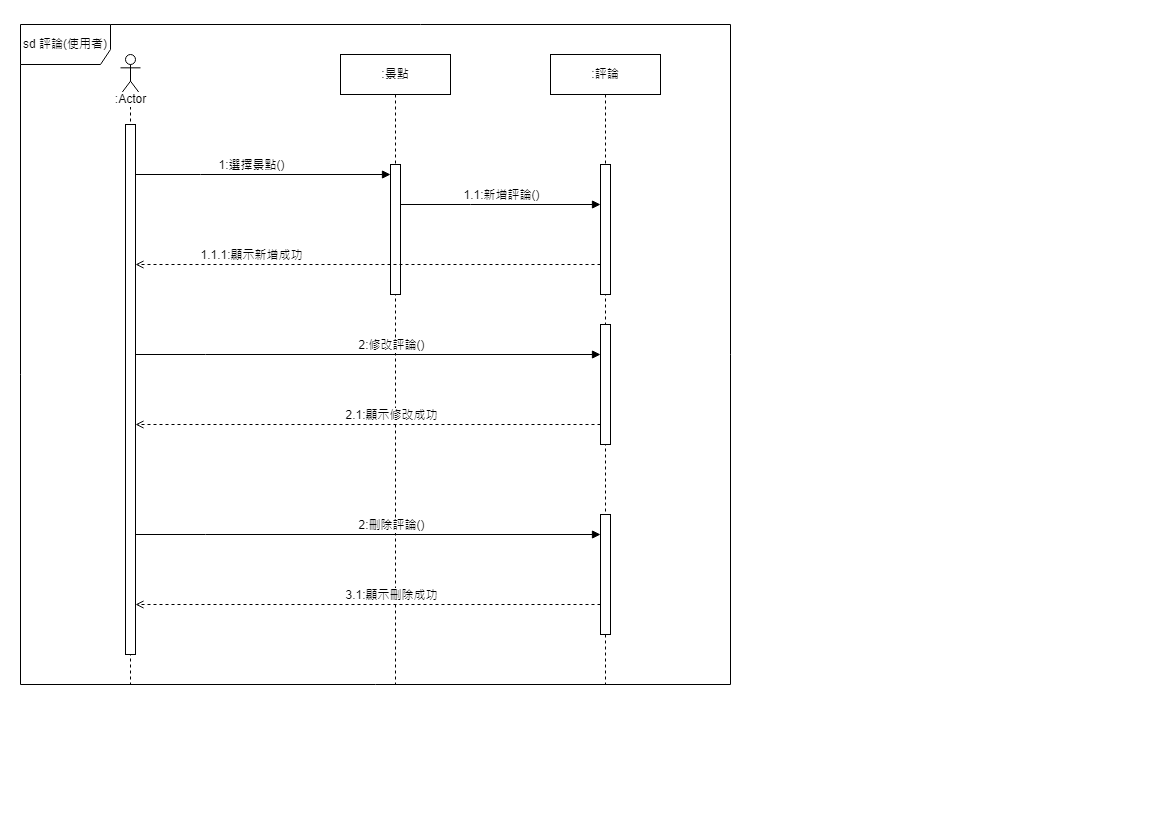 sd 評論(使用者)
:Actor
:景點
:評論
1:選擇景點()
1.1:新增評論()
1.1.1:顯示新增成功
2:修改評論()
2.1:顯示修改成功
2:刪除評論()
3.1:顯示刪除成功